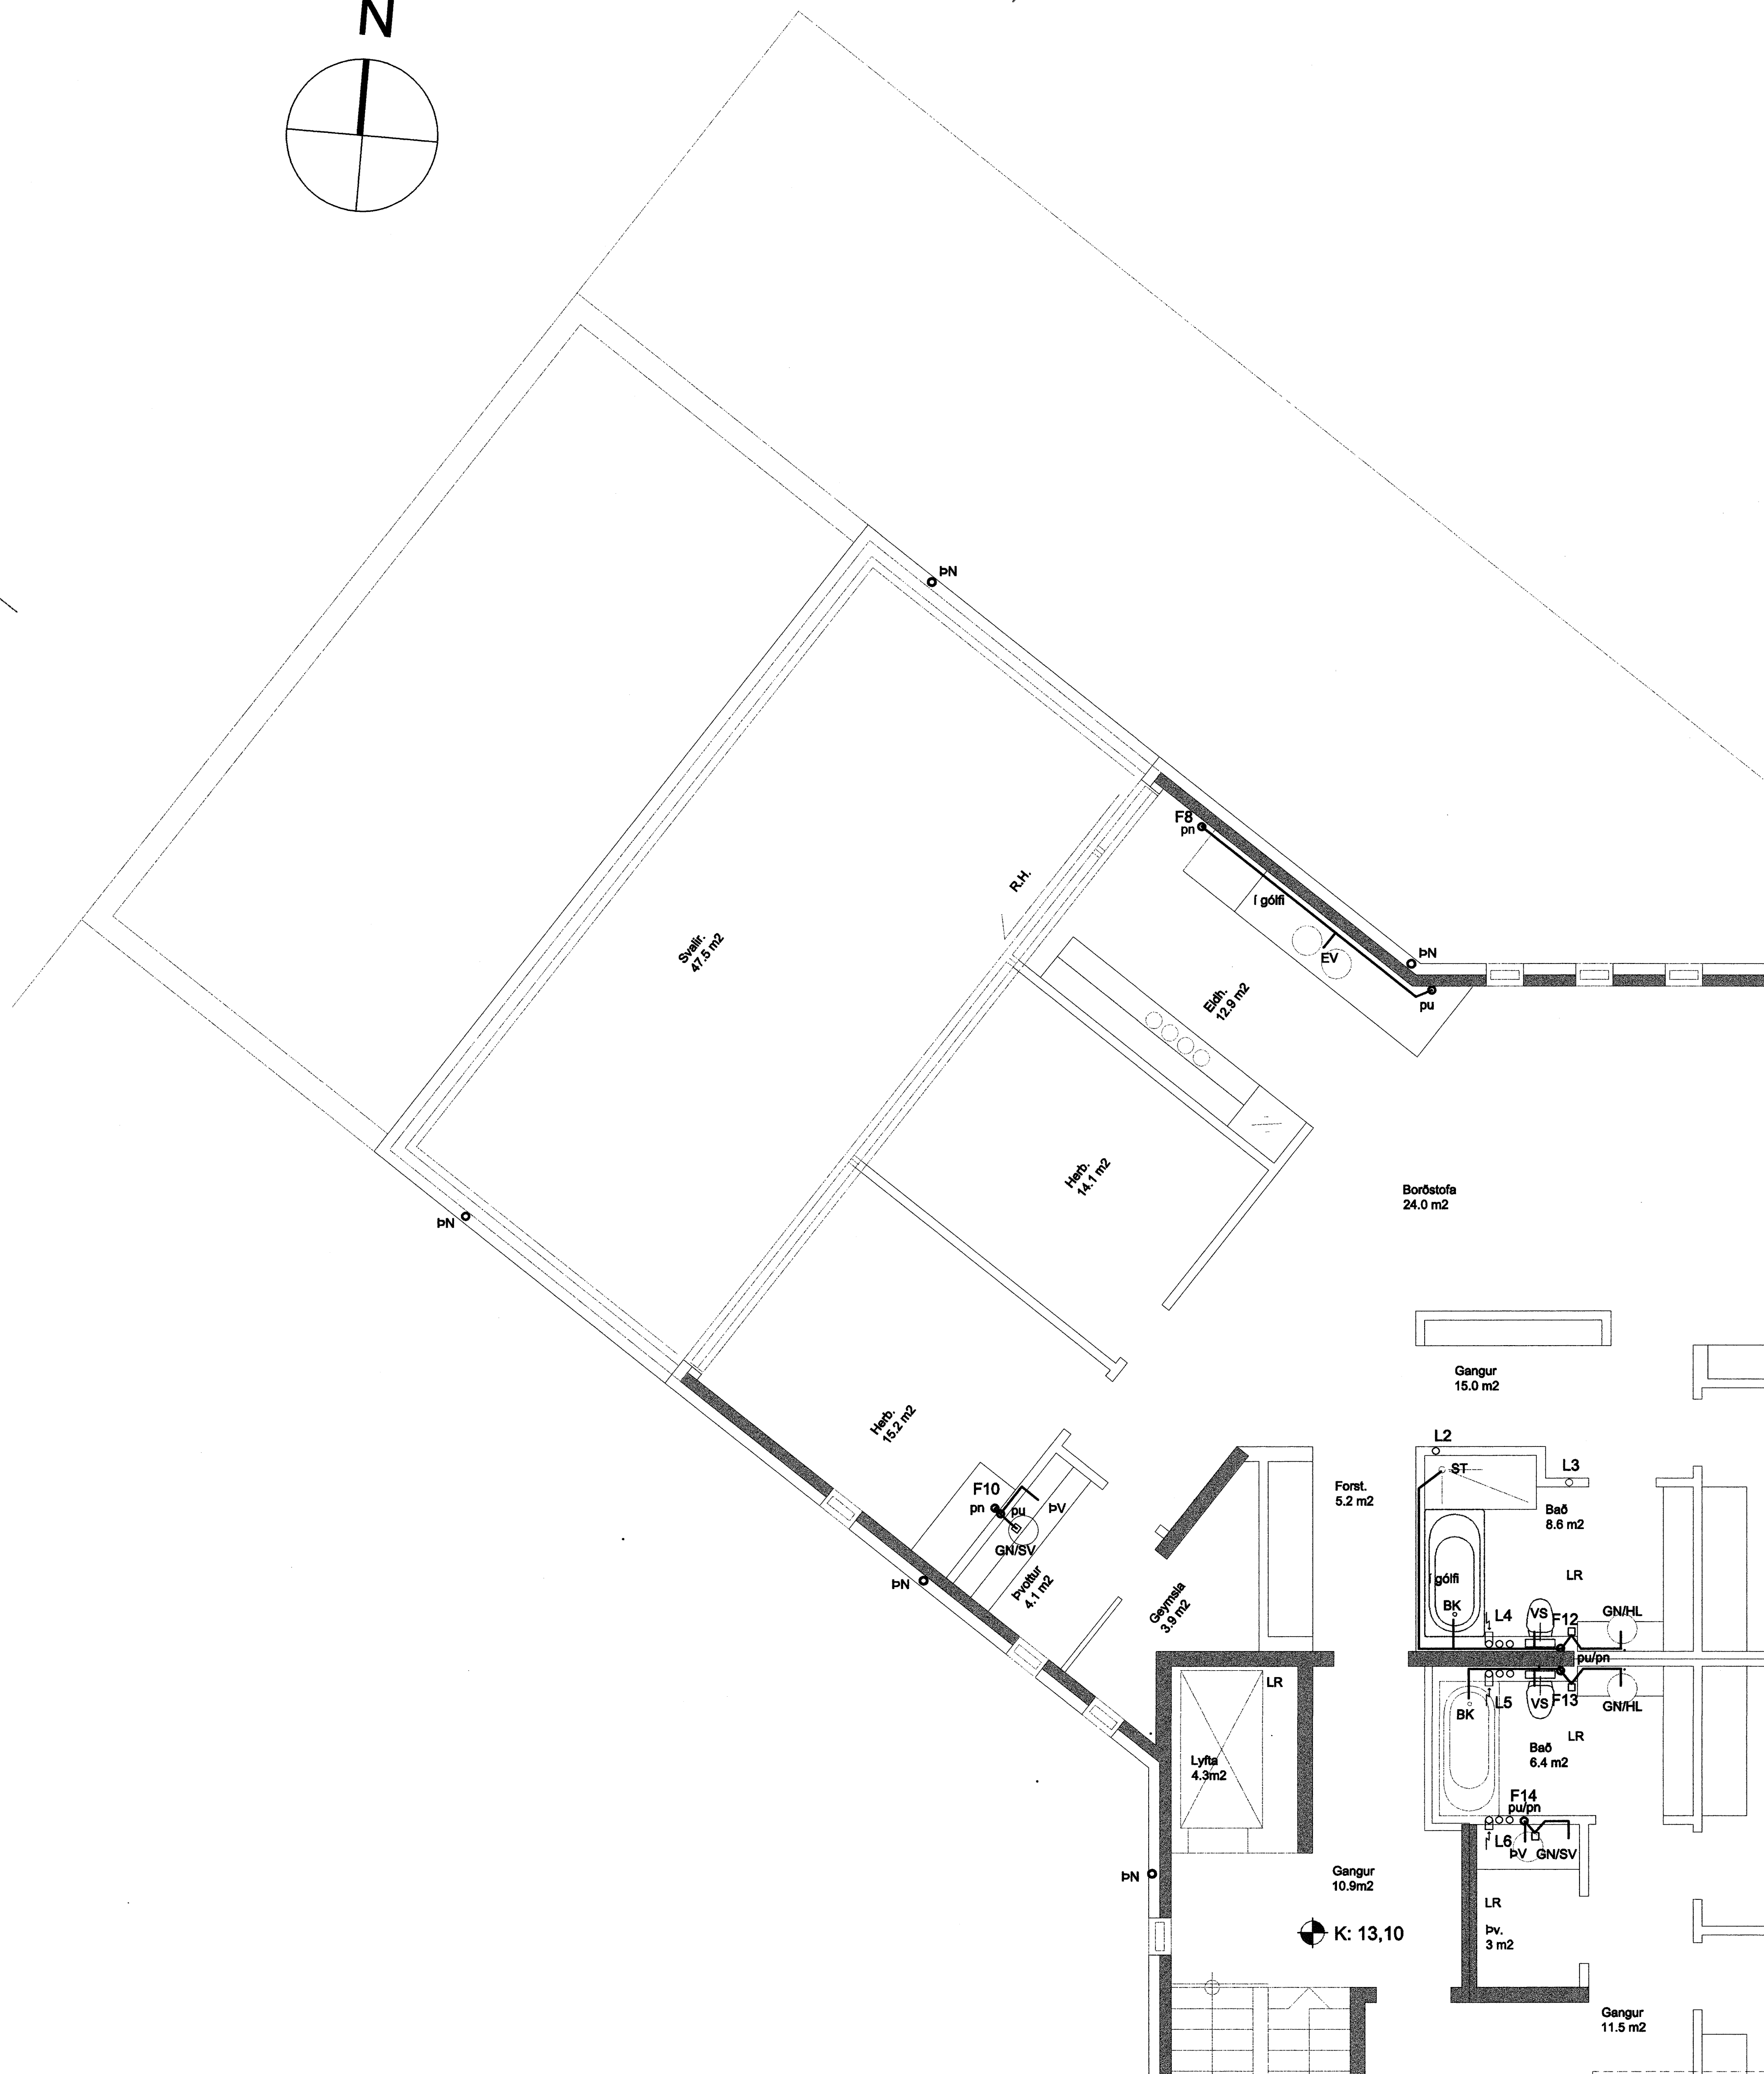 N
ÞN
F8
pn
R.H.
í gólfi
Svalir.
47.5 m2
EV
ÞN
pu
Eldh.
12.9 m2
Herb.
14.1 m2
Borðstofa
24.0 m2
ÞN
Gangur
15.0 m2
Herb.
15.2 m2
L2
ST
L3
F10
pn
pu
ÞV
GN/SV
Forst.
5.2 m2
Bað
8.6 m2
ÞN
Þvottur
4.1 m2
Geymsla
3.9 m2
í gólfi
LR
BK
L4
VS
F12
GN/HL
pu/pn
LR
BK
L5
VS
F13
GN/HL
LR
Lyfta
4.3m2
Bað
6.4 m2
F14
pu/pn
L6
ÞV
GN/SV
ÞN
Gangur
10.9m2
LR
K: 13,10
Þv.
3 m2
Gangur
11.5 m2